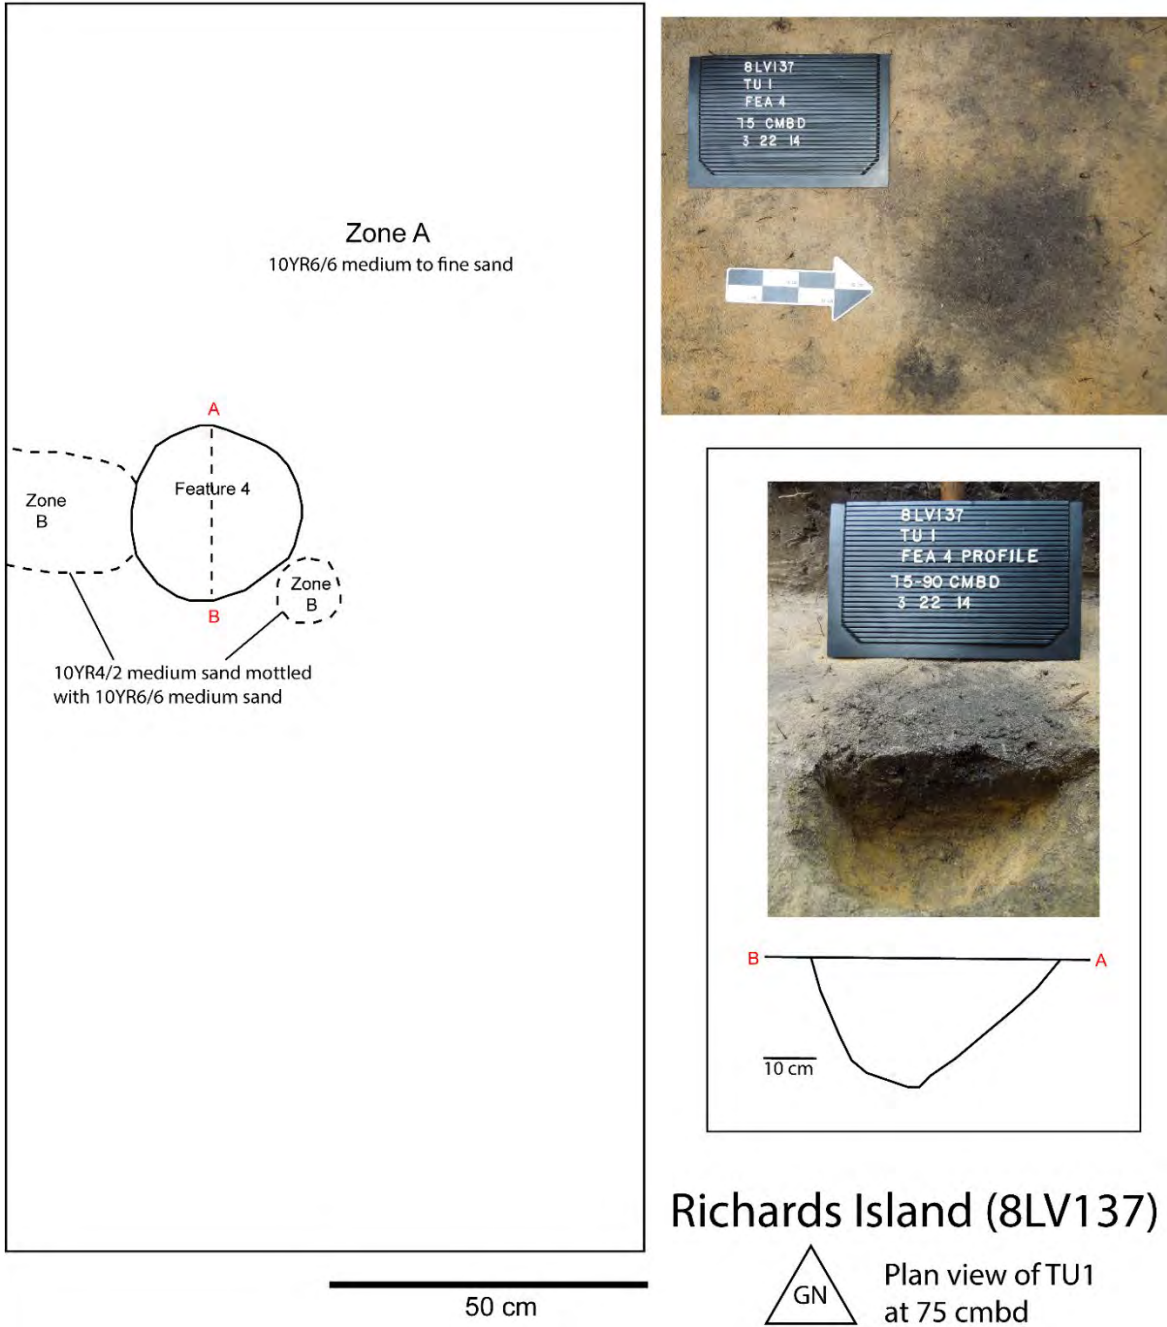 Zone A
10YR6/6 medium to fine sand
A
Feature 4
Zone
B
Zone
B
B
10YR4/2 medium sand mottled
with 10YR6/6 medium sand
50 cm
8LV137
TU 1
FEA 4
75 CMBD
3 22 14
8LV137
TU 1
FEA 4 PROFILE
75-90 CMBD
3 22 14
B
A
10 cm
Richards Island (8LV137)
GN
Plan view of TU1
at 75 cmbd